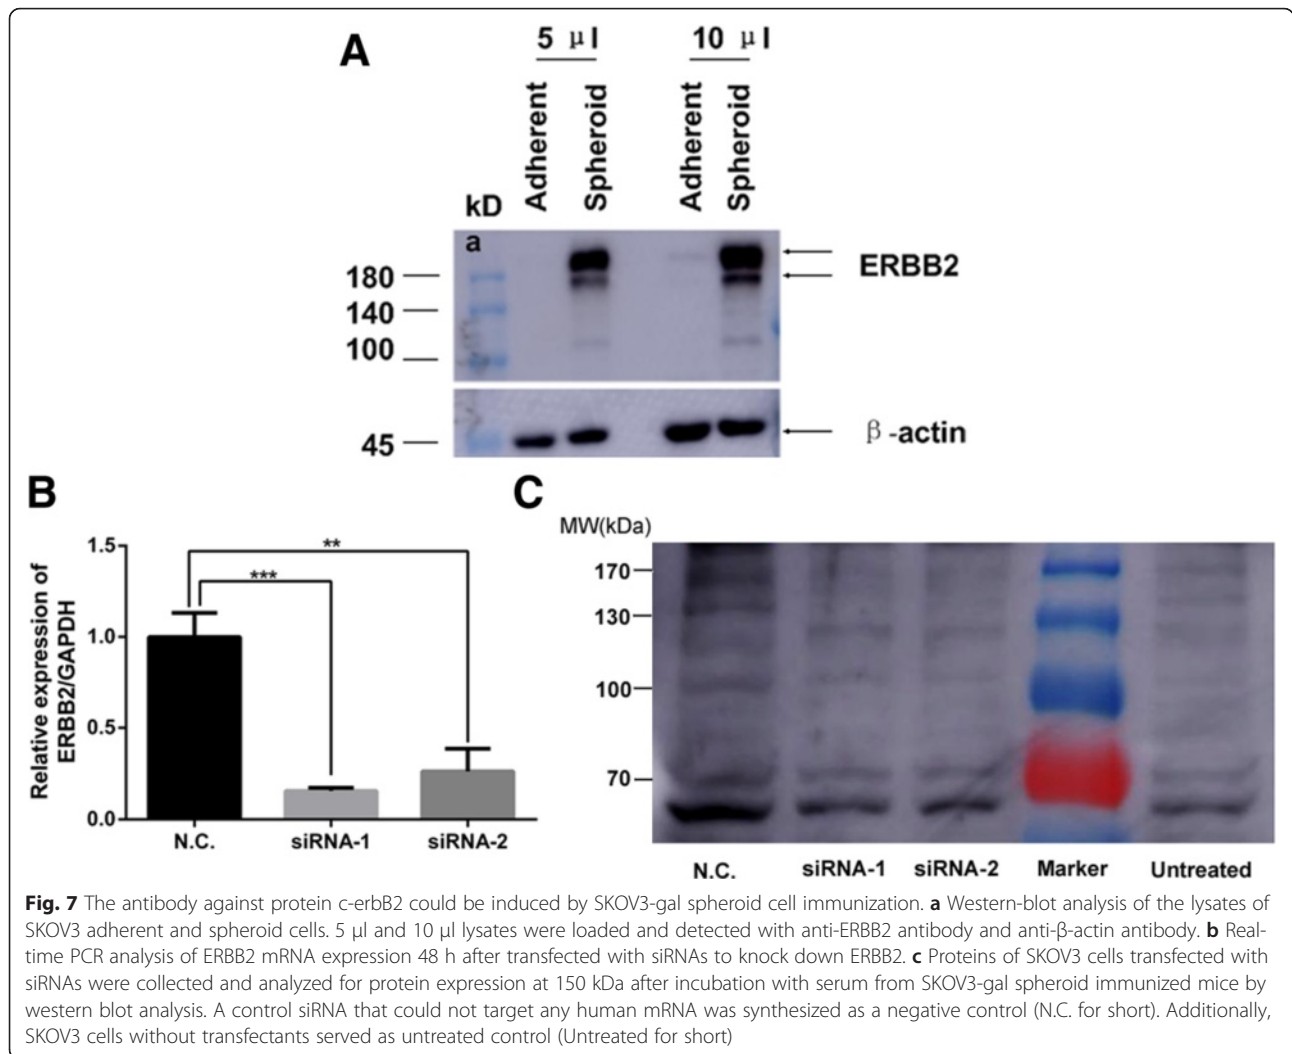 A
5 μl 10 μl
Adherent Spheroid Adherent Spheroid
kD
a
180
140
100
ERBB2
45
β-actin
B
Relative expression of
ERBB2/GAPDH
1.5
1.0
0.5
0.0
**
***
N.C. siRNA-1 siRNA-2
C
MW(kDa)
170
130
100
70
N.C. siRNA-1 siRNA-2 Marker Untreated
Fig. 7 The antibody against protein c-erbB2 could be induced by SKOV3-gal spheroid cell immunization. a Western-blot analysis of the lysates of
SKOV3 adherent and spheroid cells. 5 μl and 10 μl lysates were loaded and detected with anti-ERBB2 antibody and anti-β-actin antibody. b Real-
time PCR analysis of ERBB2 mRNA expression 48 h after transfected with siRNAs to knock down ERBB2. c Proteins of SKOV3 cells transfected with
siRNAs were collected and analyzed for protein expression at 150 kDa after incubation with serum from SKOV3-gal spheroid immunized mice by
western blot analysis. A control siRNA that could not target any human mRNA was synthesized as a negative control (N.C. for short). Additionally,
SKOV3 cells without transfectants served as untreated control (Untreated for short)